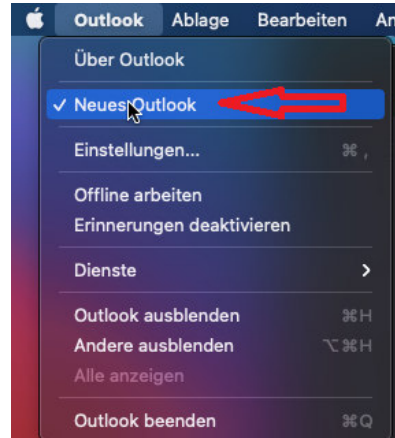 Outlook Ablage Bearbeiten
Über Outlook
✓ Neues Outlook
Einstellungen... ⌘ ,
Offline arbeiten
Erinnerungen deaktivieren
Dienste >
Outlook ausblenden ⌘H
Andere ausblenden ⌥⌘H
Alle anzeigen
Outlook beenden ⌘Q